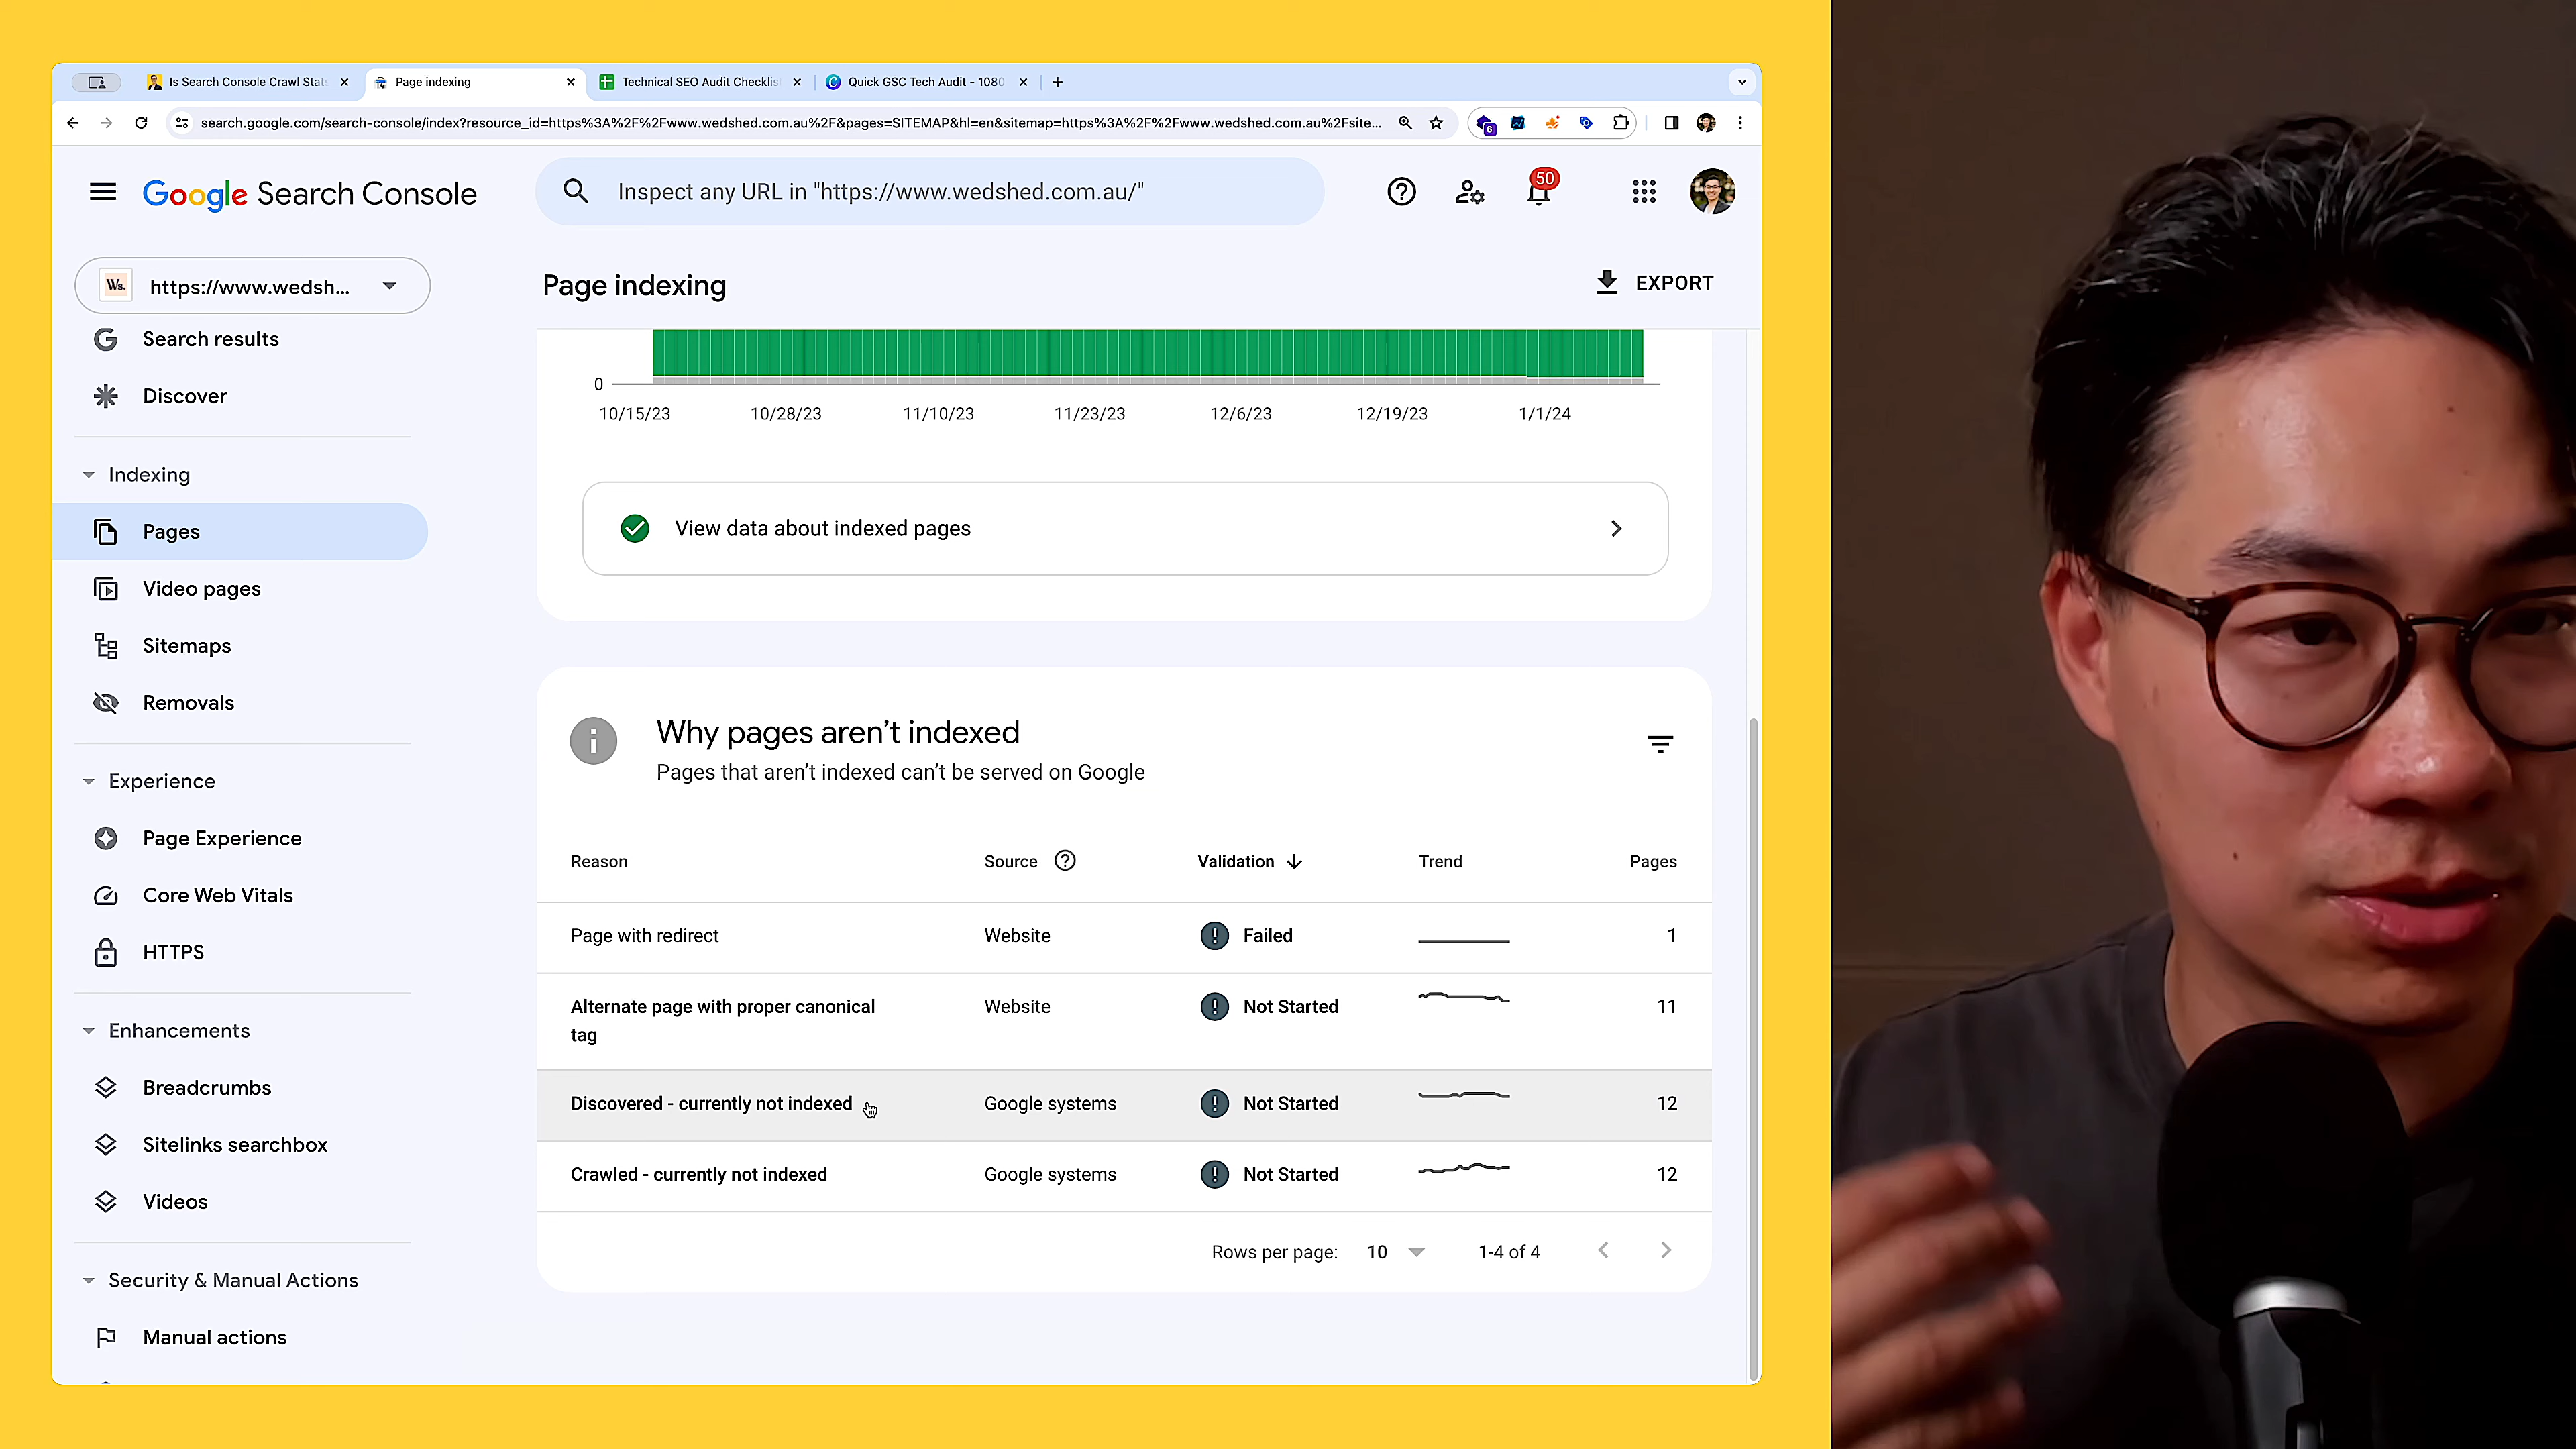 Is Search Console Crawl Stats
Page indexing
Technical SEO Audit Checklist
Quick GSC Tech Audit - 1080
search.google.com/search-console/index?resource_id=https%3A%2F%2Fwww.wedshed.com.au%2F&pages=SITEMAP&hl=en&sitemap=https%3A%2F%2Fwww.wedshed.com.au%2Fsite...
6
Google Search Console
Inspect any URL in "https://www.wedshed.com.au/"
50
Ws.
https://www.wedsh...
Page indexing
EXPORT
Search results
Discover
Indexing
Pages
Video pages
Sitemaps
Removals
Experience
Page Experience
Core Web Vitals
HTTPS
Enhancements
Breadcrumbs
Sitelinks searchbox
Videos
Security & Manual Actions
Manual actions
0
10/15/23 10/28/23 11/10/23 11/23/23 12/6/23 12/19/23 1/1/24
View data about indexed pages
Why pages aren't indexed
Pages that aren't indexed can't be served on Google
Reason Source Validation Trend Pages
Page with redirect Website Failed 1
Alternate page with proper canonical Website Not Started 11
tag
Discovered - currently not indexed Google systems Not Started 12
Crawled - currently not indexed Google systems Not Started 12
Rows per page: 10 1-4 of 4